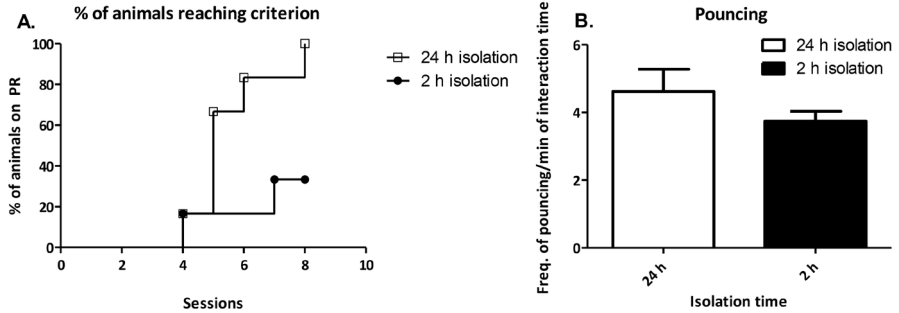 A.
% of animals reaching criterion
% of animals on PR
100
80
60
40
20
0
0 2 4 6 8 10
Sessions
24 h isolation
2 h isolation
B.
Pouncing
Freq. of pouncing/min of interaction time
6
4
2
0
24 h isolation
2 h isolation
24 h
2 h
Isolation time